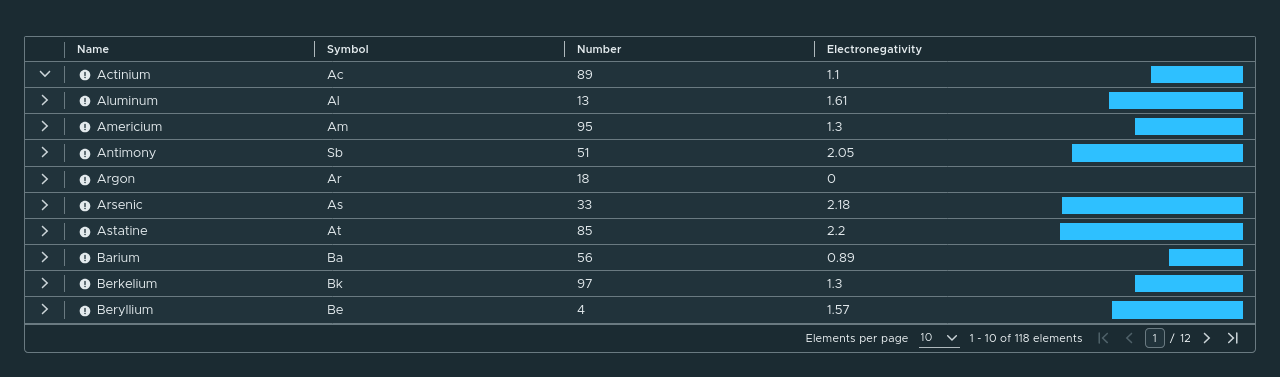 Name Symbol Number Electronegativity
Actinium Ac 89 1.1
Aluminum Al 13 1.61
Americium Am 95 1.3
Antimony Sb 51 2.05
Argon Ar 18 0
Arsenic As 33 2.18
Astatine At 85 2.2
Barium Ba 56 0.89
Berkelium Bk 97 1.3
Beryllium Be 4 1.57
Elements per page 10 1 - 10 of 118 elements 1 / 12